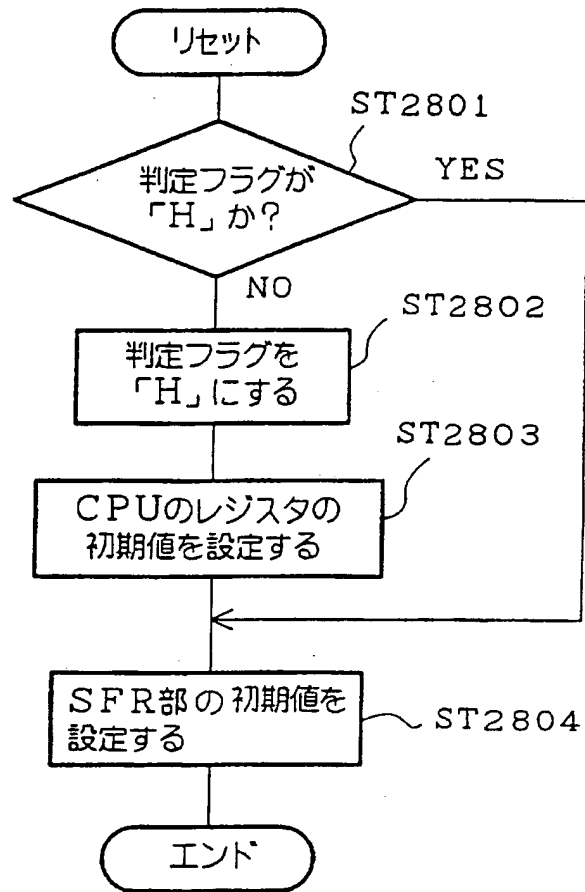 リセット
ST2801
判定フラグが
「H」か？
YES
NO
ST2802
判定フラグを
「H」にする
ST2803
CPUのレジスタの
初期値を設定する
SFR部の初期値を
設定する
ST2804
エンド